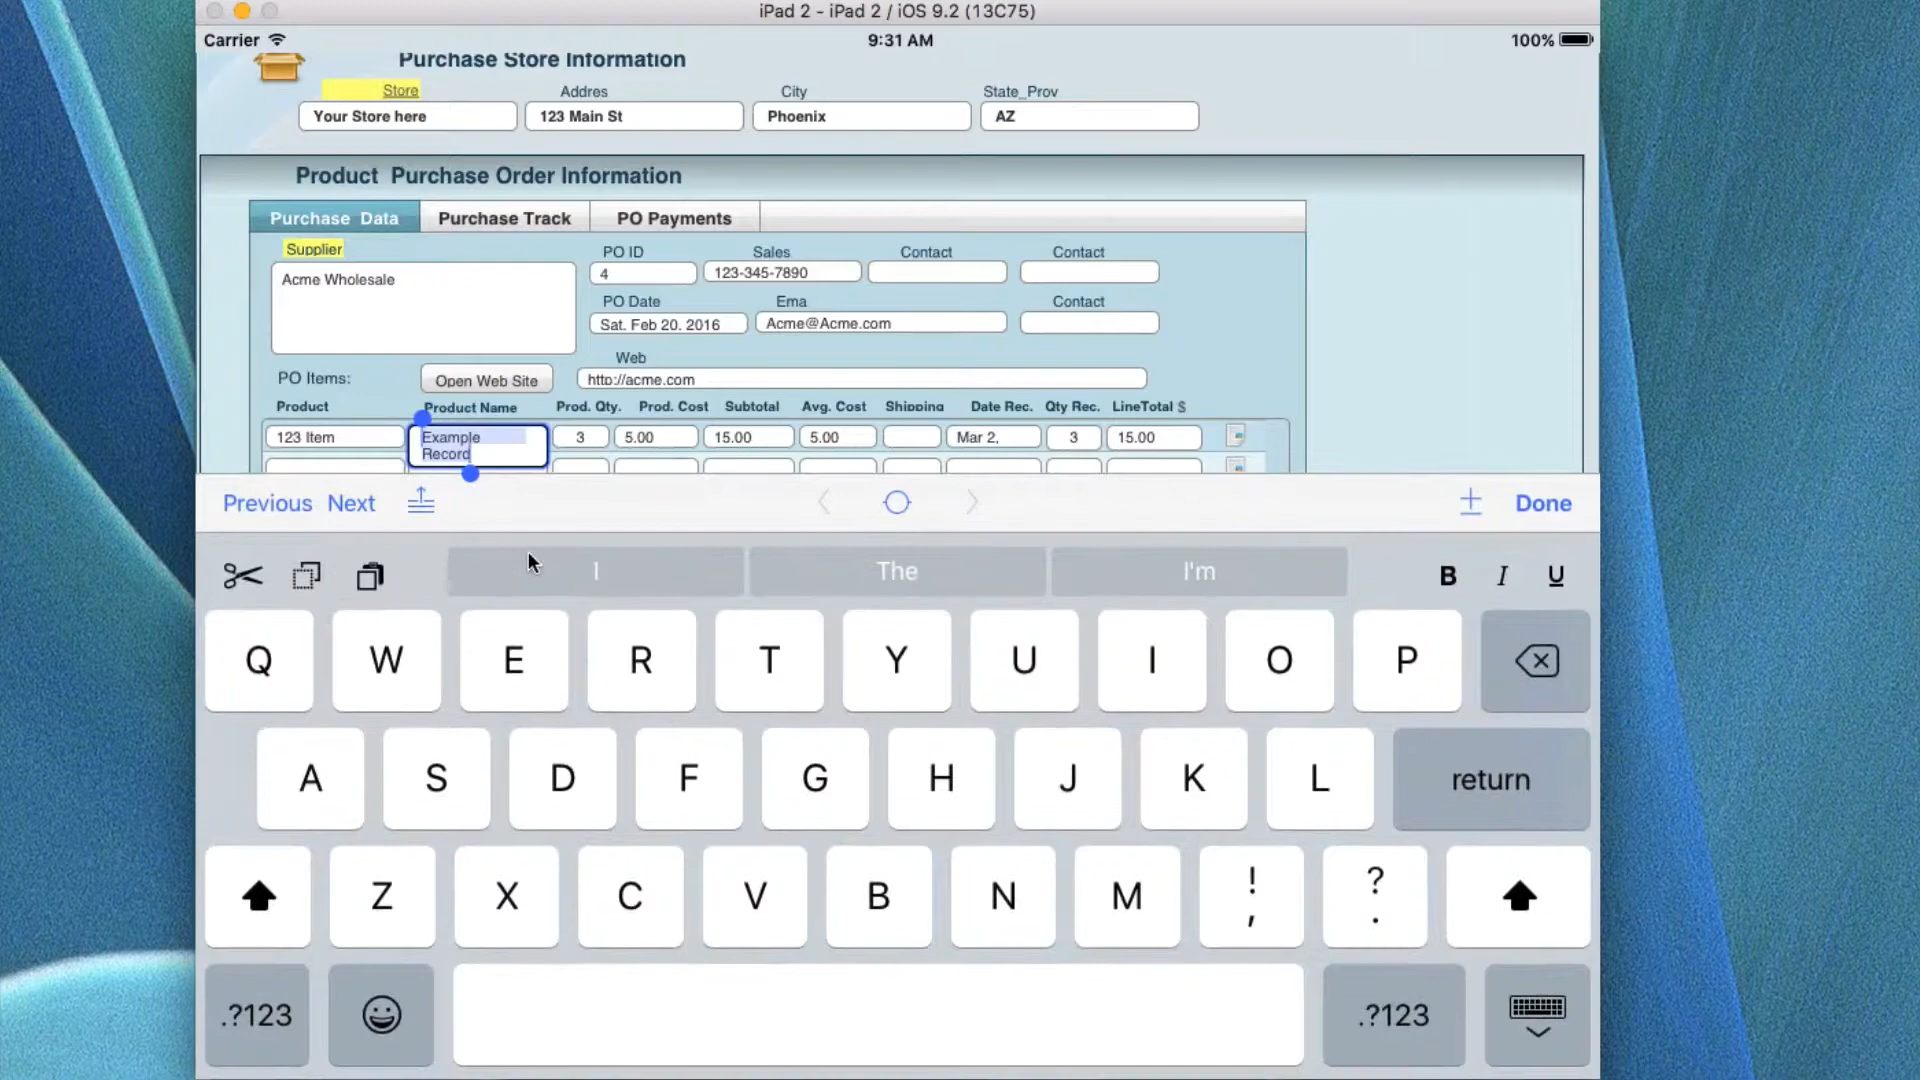 iPad 2 - iPad 2 / iOS 9.2 (13C75)
Carrier 9:31 AM 100%
Purchase Store Information
Store Addres City State_Prov
Your Store here 123 Main St Phoenix AZ
Product Purchase Order Information
Purchase Data Purchase Track PO Payments
Supplier PO ID Sales Contact Contact
Acme Wholesale 4 123-345-7890
PO Date Ema Contact
Sat. Feb 20. 2016 Acme@Acme.com
Web
PO Items: Open Web Site http://acme.com
Product Product Name Prod. Qty. Prod. Cost Subtotal Avg. Cost Shipping Date Rec. Qty Rec. LineTotal $
123 Item Example 3 5.00 15.00 5.00 Mar 2, 3 15.00
Record
Previous Next Done
I The I'm B I U
Q W E R T Y U I O P
A S D F G H J K L return
Z X C V B N M ! , ? .
.?123 .?123